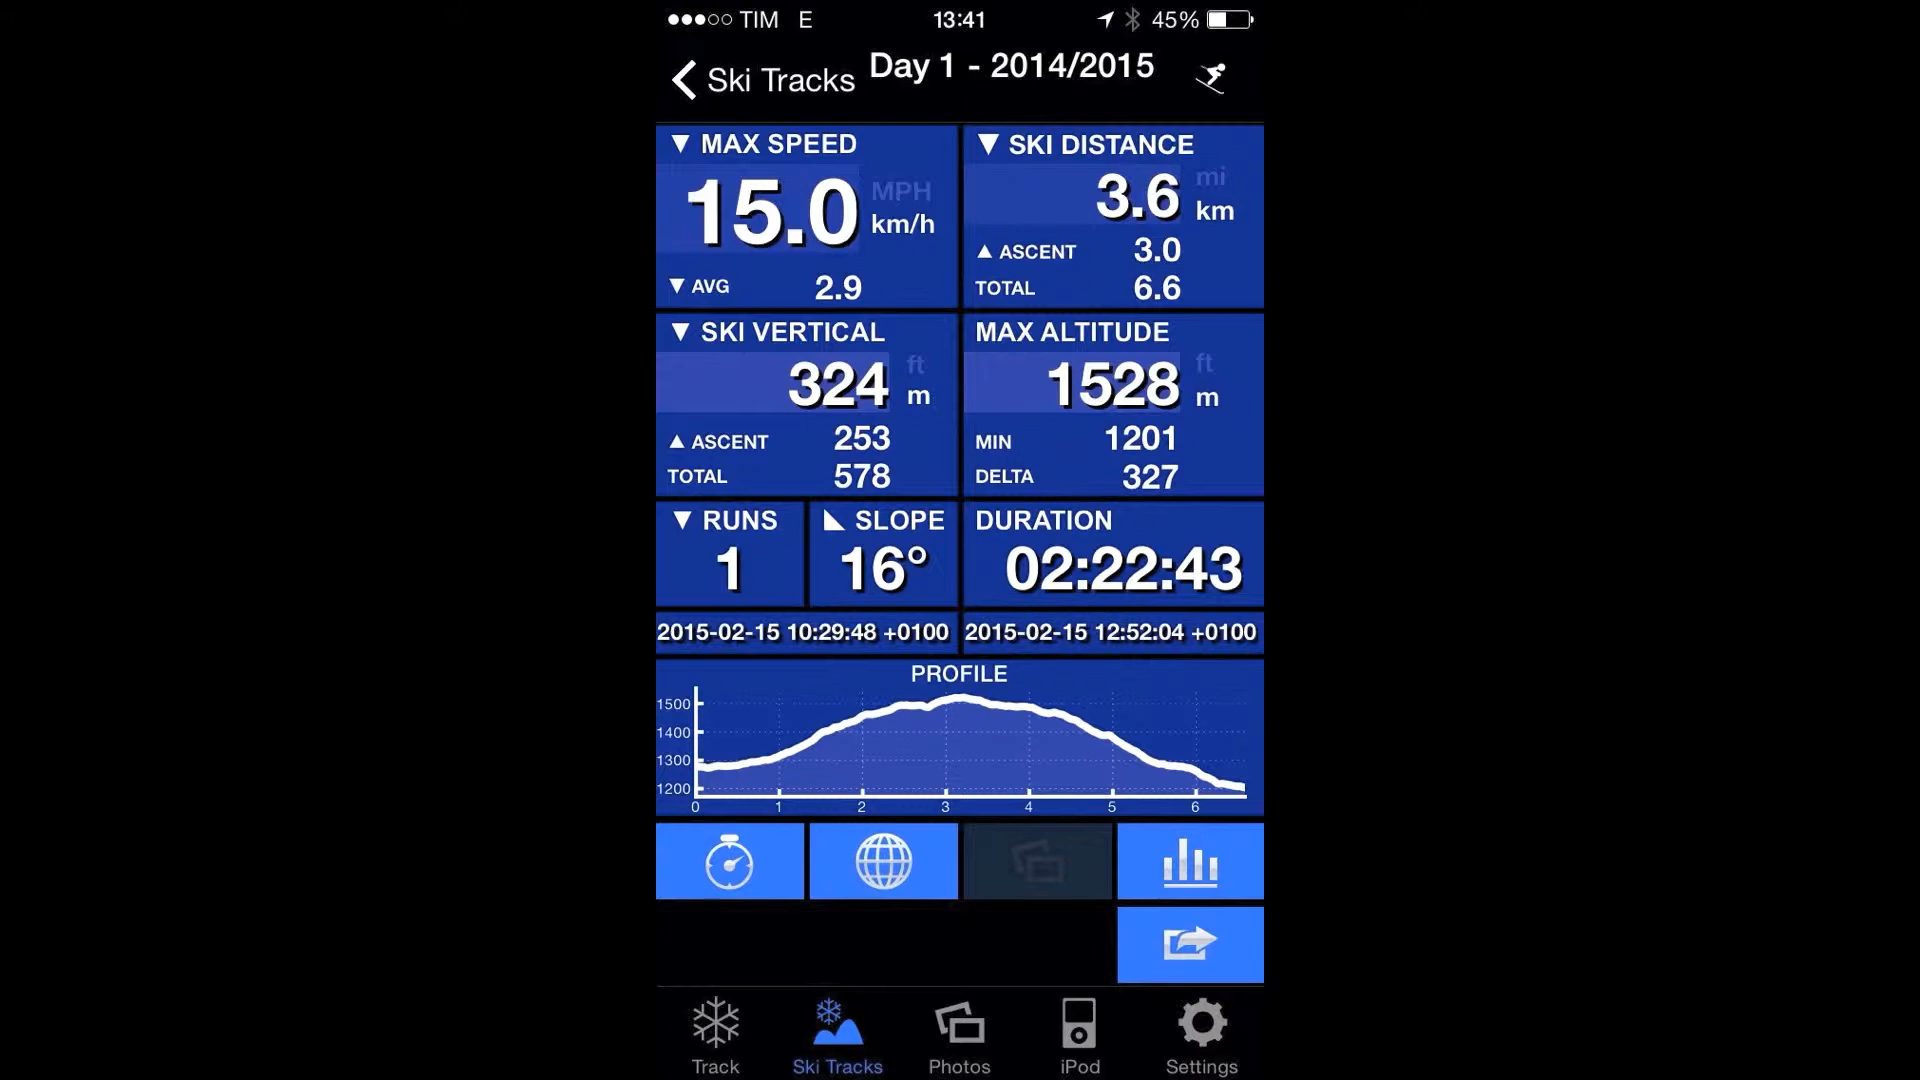 TIM E 13:41 45%
Ski Tracks Day 1 - 2014/2015
▼ MAX SPEED
15.0 MPH km/h
▼ AVG 2.9
▼ SKI DISTANCE
3.6 mi km
▲ ASCENT 3.0
TOTAL 6.6
▼ SKI VERTICAL
324 ft m
▲ ASCENT 253
TOTAL 578
MAX ALTITUDE
1528 ft m
MIN 1201
DELTA 327
▼ RUNS
1
SLOPE
16°
DURATION
02:22:43
2015-02-15 10:29:48 +0100
2015-02-15 12:52:04 +0100
PROFILE
1500
1400
1300
1200
0 1 2 3 4 5 6
Track Ski Tracks Photos iPod Settings